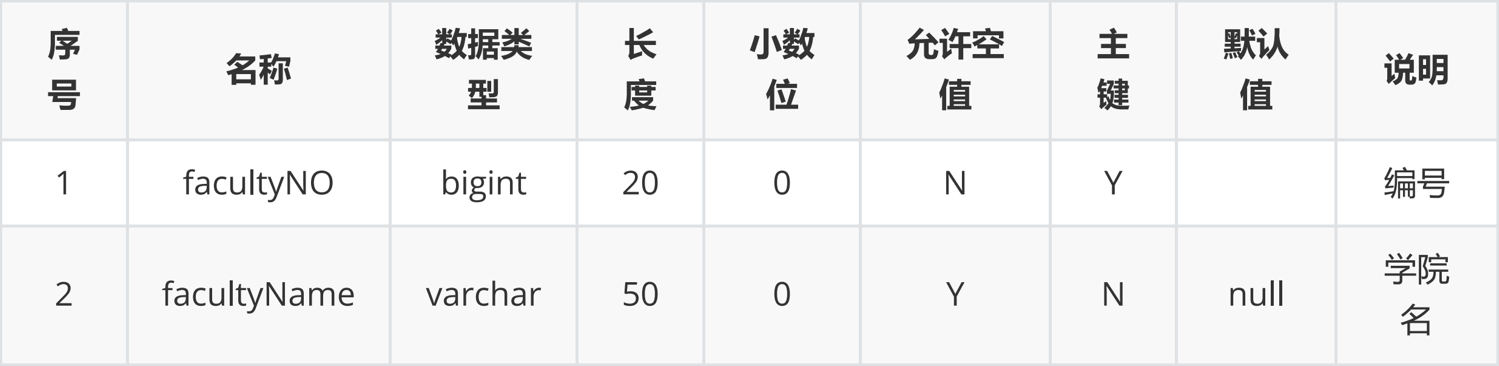 序号 名称 数据类型 长度 小数位 允许空值 主键 默认值 说明
1 facultyNO bigint 20 0 N Y 编号
2 facultyName varchar 50 0 Y N null 学院名